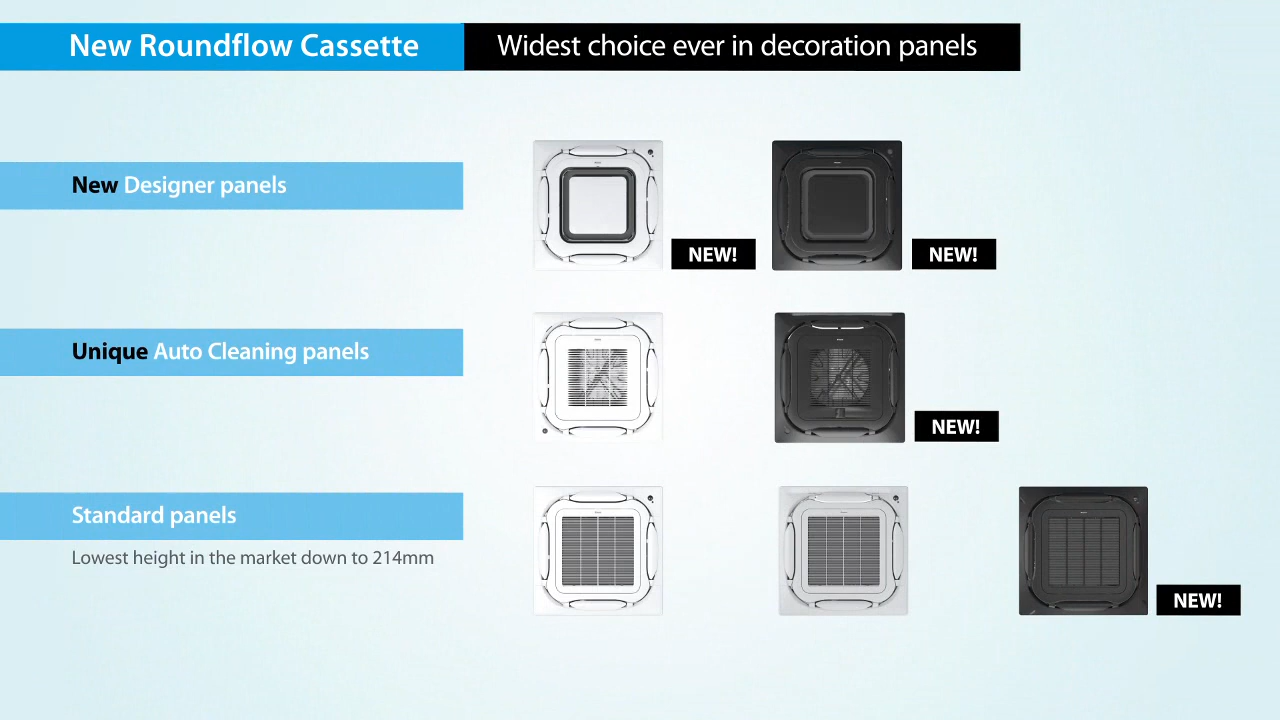 New Roundflow Cassette
Widest choice ever in decoration panels
New Designer panels
NEW!
NEW!
Unique Auto Cleaning panels
NEW!
Standard panels
Lowest height in the market down to 214mm
NEW!